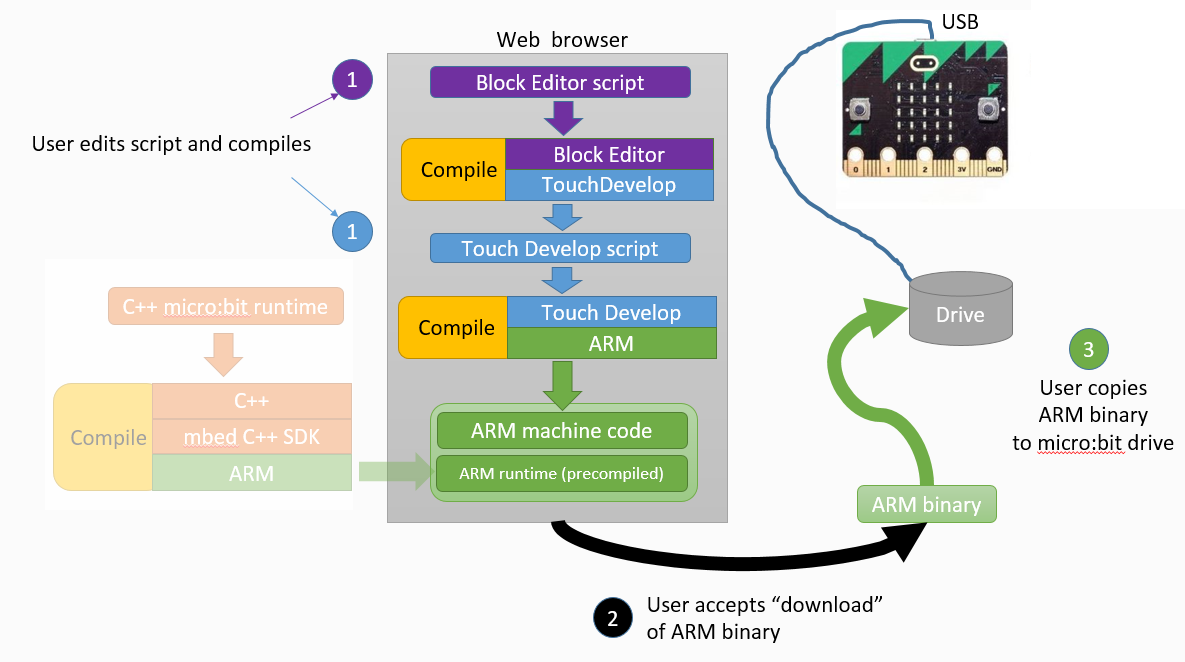 USB
Web browser
1
Block Editor script
User edits script and compiles
Compile
Block Editor
TouchDevelop
0 1 2 3V GND
1
Touch Develop script
C++ micro:bit runtime
Compile
Touch Develop
ARM
Drive
3
User copies
ARM binary
to micro:bit drive
Compile
C++
mbed C++ SDK
ARM
ARM machine code
ARM runtime (precompiled)
ARM binary
2
User accepts “download”
of ARM binary